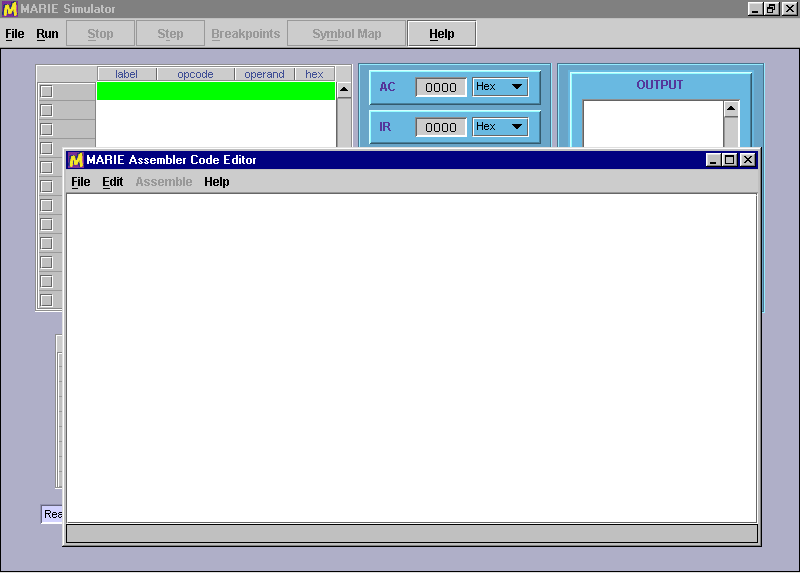 MARIE Simulator
File Run Stop Step Breakpoints Symbol Map Help
label opcode operand hex
AC 0000 Hex
IR 0000 Hex
OUTPUT
MARIE Assembler Code Editor
File Edit Assemble Help
Rea